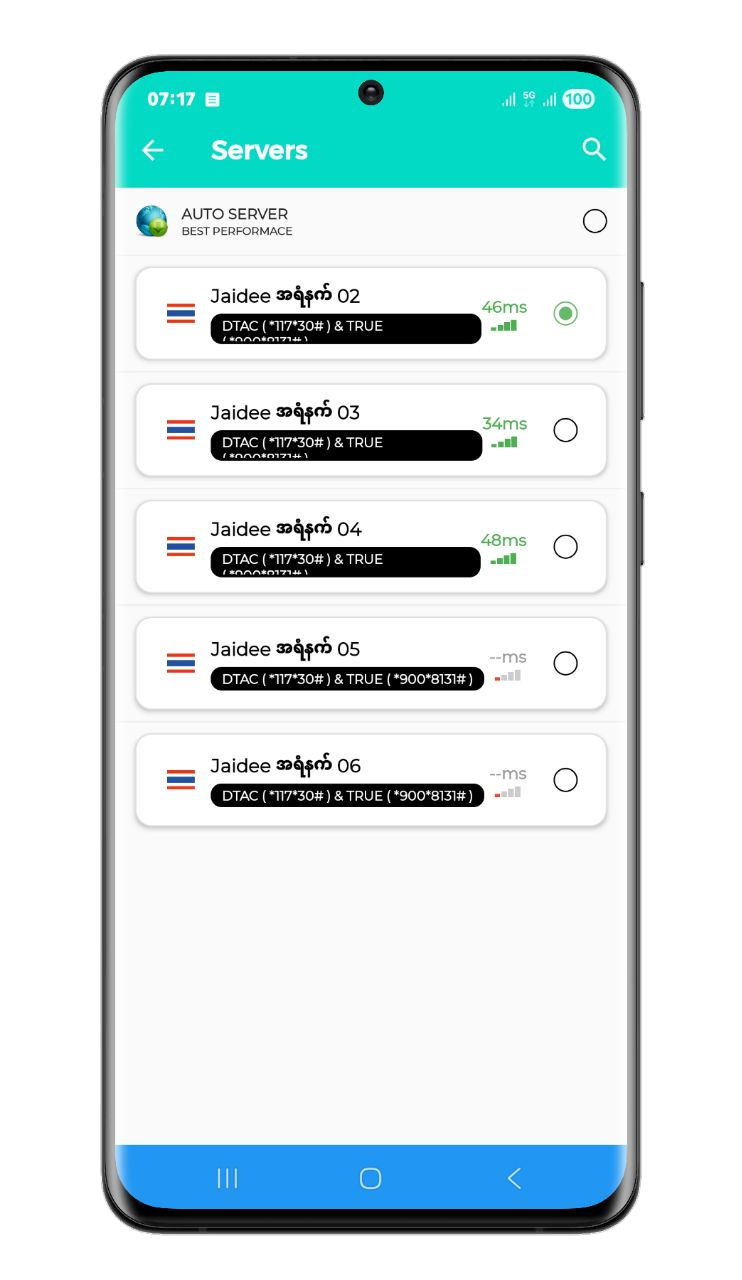 07:17
5G
100
Servers
AUTO SERVER
BEST PERFORMACE
Jaidee အရံနက် 02
46ms
DTAC ( *117*30# ) & TRUE
( *900*8131# )
Jaidee အရံနက် 03
34ms
DTAC ( *117*30# ) & TRUE
( *900*8131# )
Jaidee အရံနက် 04
48ms
DTAC ( *117*30# ) & TRUE
( *900*8131# )
Jaidee အရံနက် 05
--ms
DTAC ( *117*30# ) & TRUE ( *900*8131# )
Jaidee အရံနက် 06
--ms
DTAC ( *117*30# ) & TRUE ( *900*8131# )